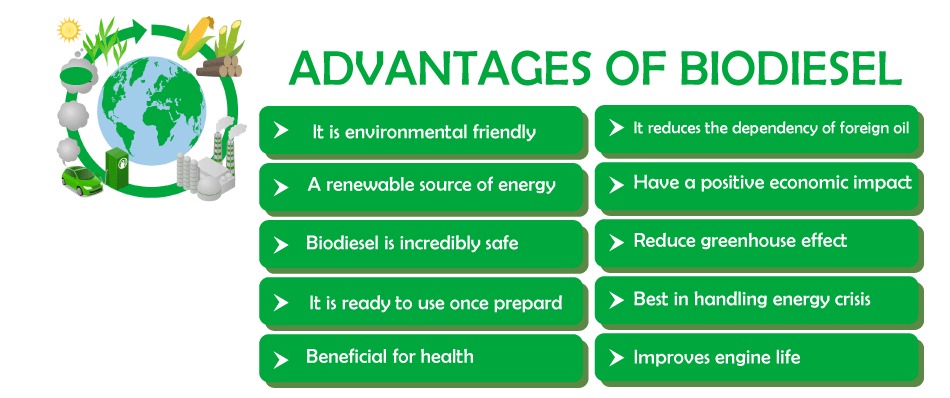 ADVANTAGES OF BIODIESEL
It is environmental friendly
A renewable source of energy
Biodiesel is incredibly safe
It is ready to use once prepard
Beneficial for health
It reduces the dependency of foreign oil
Have a positive economic impact
Reduce greenhouse effect
Best in handling energy crisis
Improves engine life